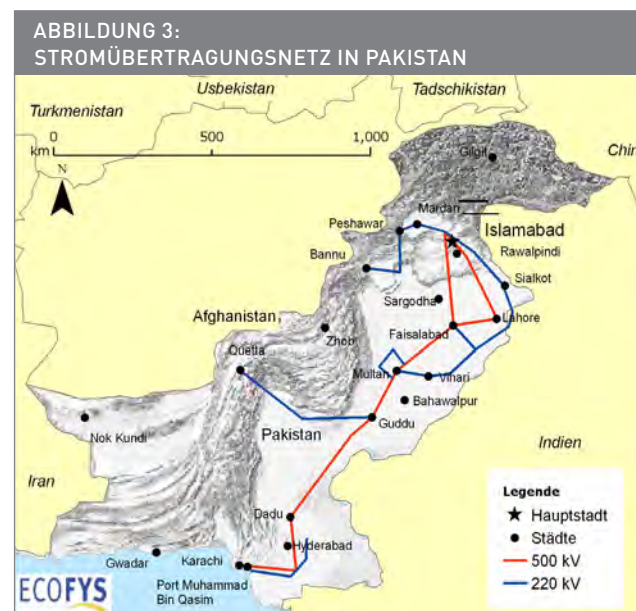 ABBILDUNG 3:
STROMÜBERTRAGUNGSNETZ IN PAKISTAN
Usbekistan
Tadschikistan
Turkmenistan
0 500 1,000
km
Chin
N
Gilgit
Mardan
Peshawar
Islamabad
Rawalpindi
Bannu
Sialkot
Sargodha
Afghanistan
Lahore
Faisalabad
Zhob
Quetta
Multan
Vihari
Bahawalpur
Nok Kundi
Pakistan
Guddu
Indien
Iran
Legende
Hauptstadt
Städte
500 kV
220 kV
Dadu
Hyderabad
Gwadar
Karachi
Port Muhammad
Bin Qasim
ECOFYS